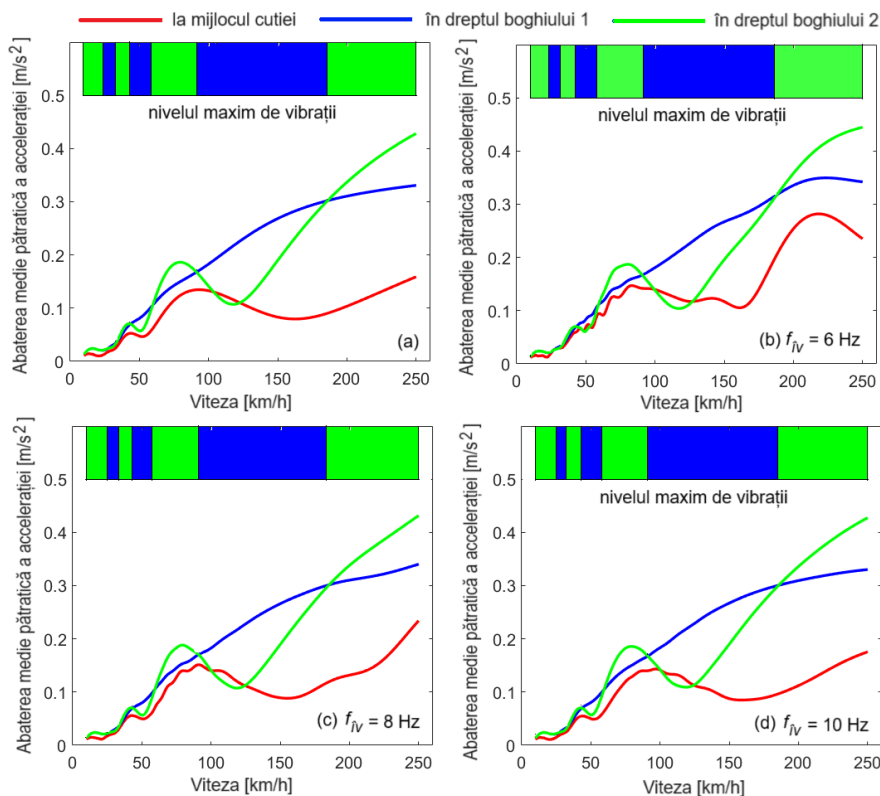 la mijlocul cutiei
în dreptul boghiului 1
în dreptul boghiului 2
Abaterea medie pătratică a accelerației [m/s²]
0.5
0.4
0.3
0.2
0.1
0
nivelul maxim de vibrații
(a)
0 50 100 150 200 250
Viteza [km/h]
Abaterea medie pătratică a accelerației [m/s²]
0.5
0.4
0.3
0.2
0.1
0
nivelul maxim de vibrații
(b) fîv = 6 Hz
0 50 100 150 200 250
Viteza [km/h]
Abaterea medie pătratică a accelerației [m/s²]
0.5
0.4
0.3
0.2
0.1
0
(c) fîv = 8 Hz
0 50 100 150 200 250
Viteza [km/h]
Abaterea medie pătratică a accelerației [m/s²]
0.5
0.4
0.3
0.2
0.1
0
nivelul maxim de vibrații
(d) fîv = 10 Hz
0 50 100 150 200 250
Viteza [km/h]